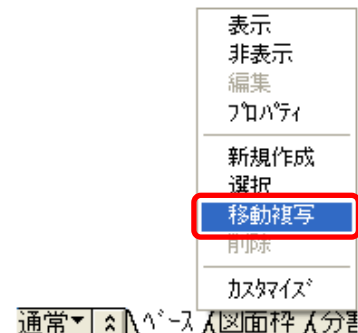 表示
非表示
編集
ﾌﾟﾛﾊﾟﾃｨ
新規作成
選択
移動複写
削除
ｶｽﾀﾏｲｽﾞ
通常▼ ﾍﾞｰｽ 図面枠 分割